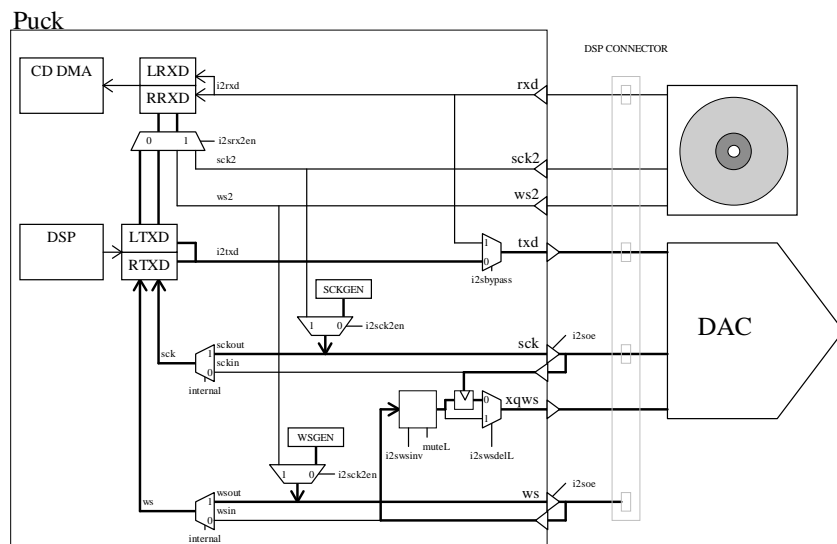 Puck
DSP CONNECTOR
CD DMA
LRXD
RRXD
i2rxd
rxd
0 1
i2srx2en
sck2
sck2
ws2
ws2
DSP
LTXD
RTXD
i2txd
txd
1
0
i2sbypass
SCKGEN
1 0
i2sck2en
DAC
sckout
sck
i2soe
sck
1
0
sckin
internal
xqws
0
1
muteL
i2swsinv
i2swsdelL
WSGEN
1 0
i2sck2en
wsout
ws
i2soe
ws
1
0
wsin
internal